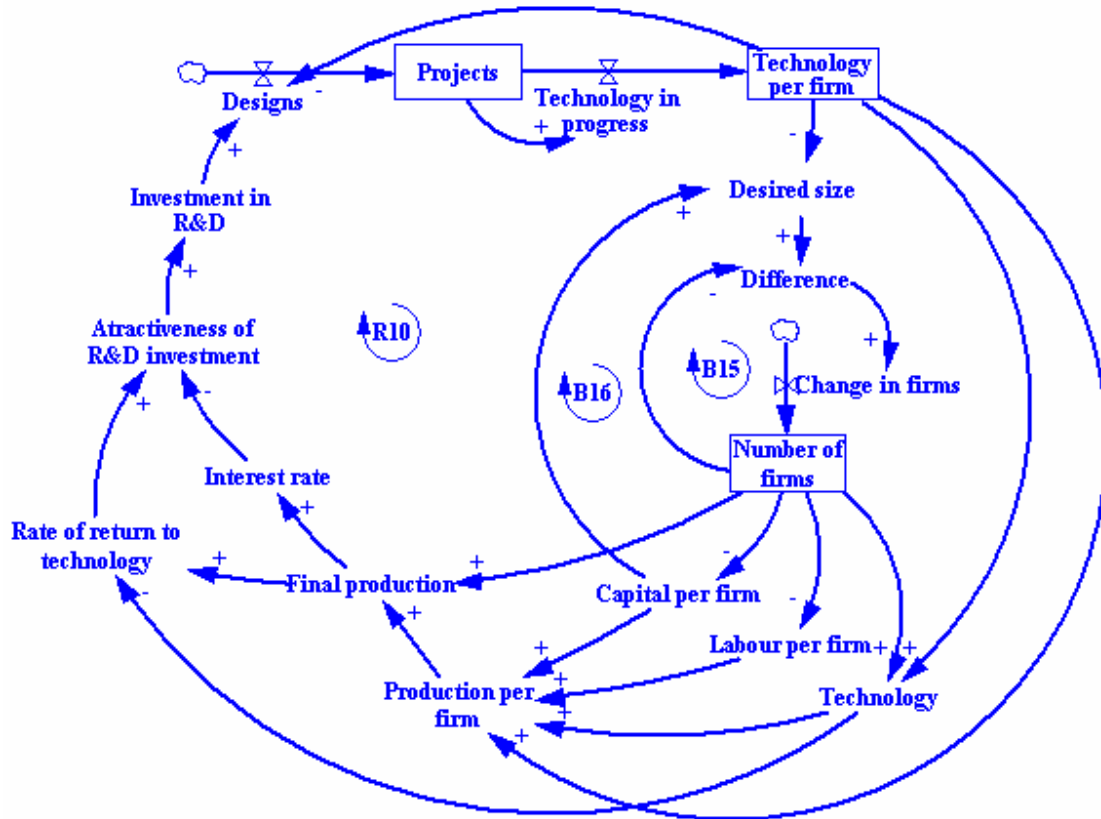 Projects
Technology
per firm
Designs
-
Technology in
progress
+
-
+
Investment in
R&D
Desired size
+
+
+
Difference
-
Atractiveness of
R&D investment
R10
B15
+
B16
Change in firms
+
-
Number of
firms
Interest rate
+
Rate of return to
technology
+
+
-
Final production
Capital per firm
-
-
+
+
Labour per firm
+
+
+
Production per
firm
+
+
Technology
+